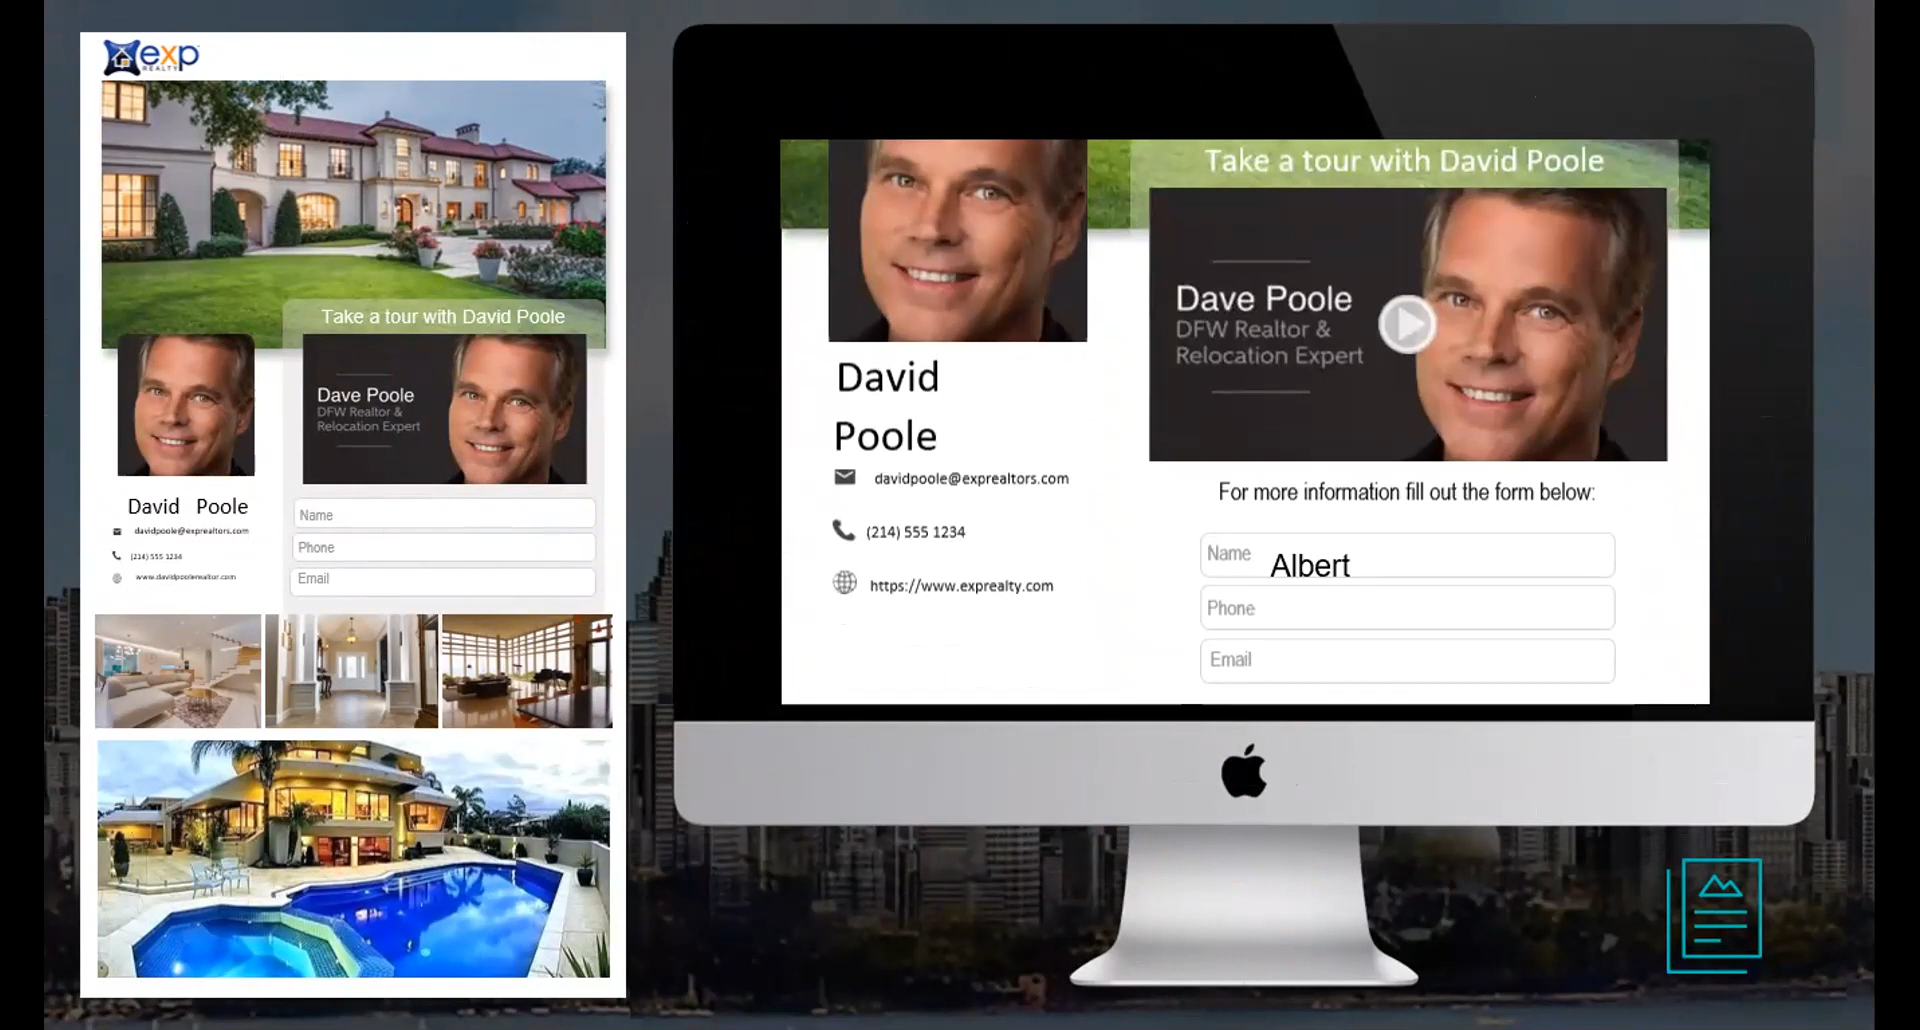 exp
REALTY
Take a tour with David Poole
Dave Poole
DFW Realtor &
Relocation Expert
David Poole
davidpoole@exprealtors.com
(214) 555 1234
www.davidpoolerealtor.com
Name
Phone
Email
Take a tour with David Poole
Dave Poole
DFW Realtor &
Relocation Expert
David
Poole
davidpoole@exprealtors.com
(214) 555 1234
https://www.exprealty.com
For more information fill out the form below:
Name Albert
Phone
Email